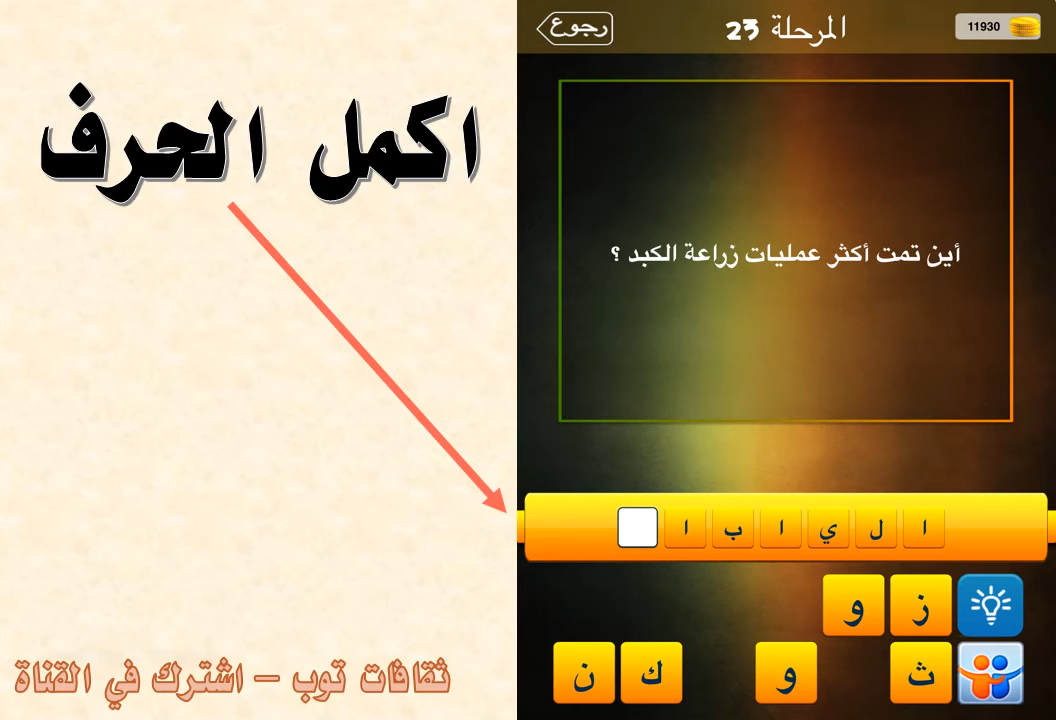 اكمل الحرف
ثقافات توب – اشترك في القناة
رجوع
المرحلة 23
11930
أين تمت أكثر عمليات زراعة الكبد ؟
ا ل ي ا ب ا
ز و
ث و ك ن